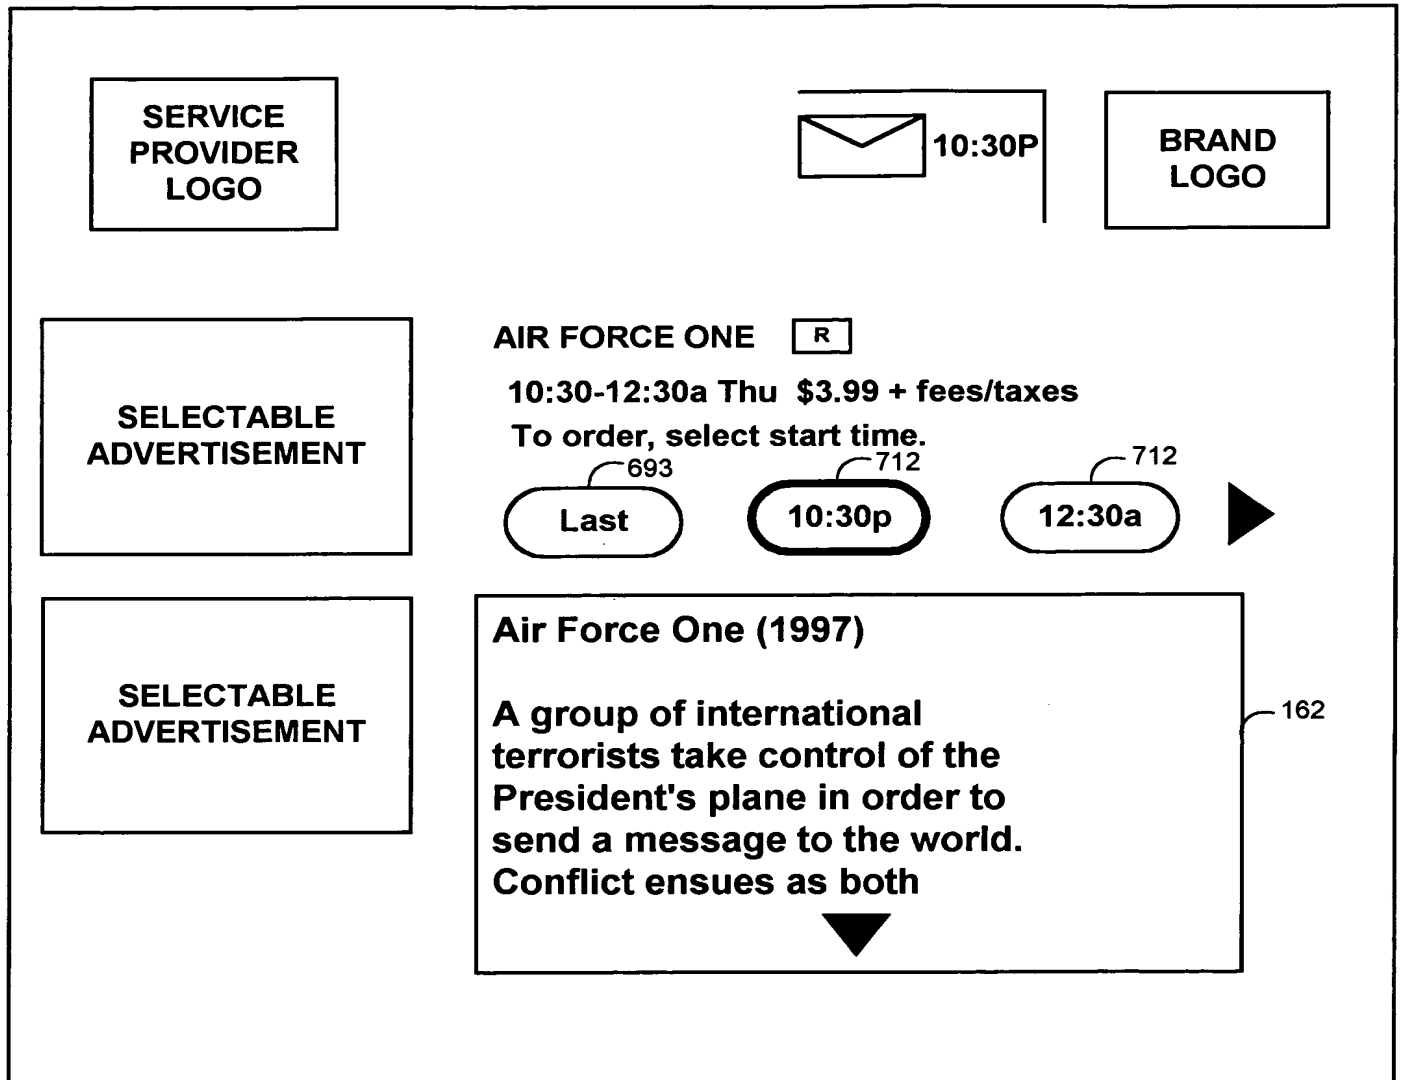 SERVICE
PROVIDER
LOGO
10:30P
BRAND
LOGO
SELECTABLE
ADVERTISEMENT
AIR FORCE ONE R
10:30-12:30a Thu $3.99 + fees/taxes
To order, select start time.
693 712 712
Last 10:30p 12:30a
SELECTABLE
ADVERTISEMENT
Air Force One (1997)
A group of international
terrorists take control of the
President's plane in order to
send a message to the world.
Conflict ensues as both
162